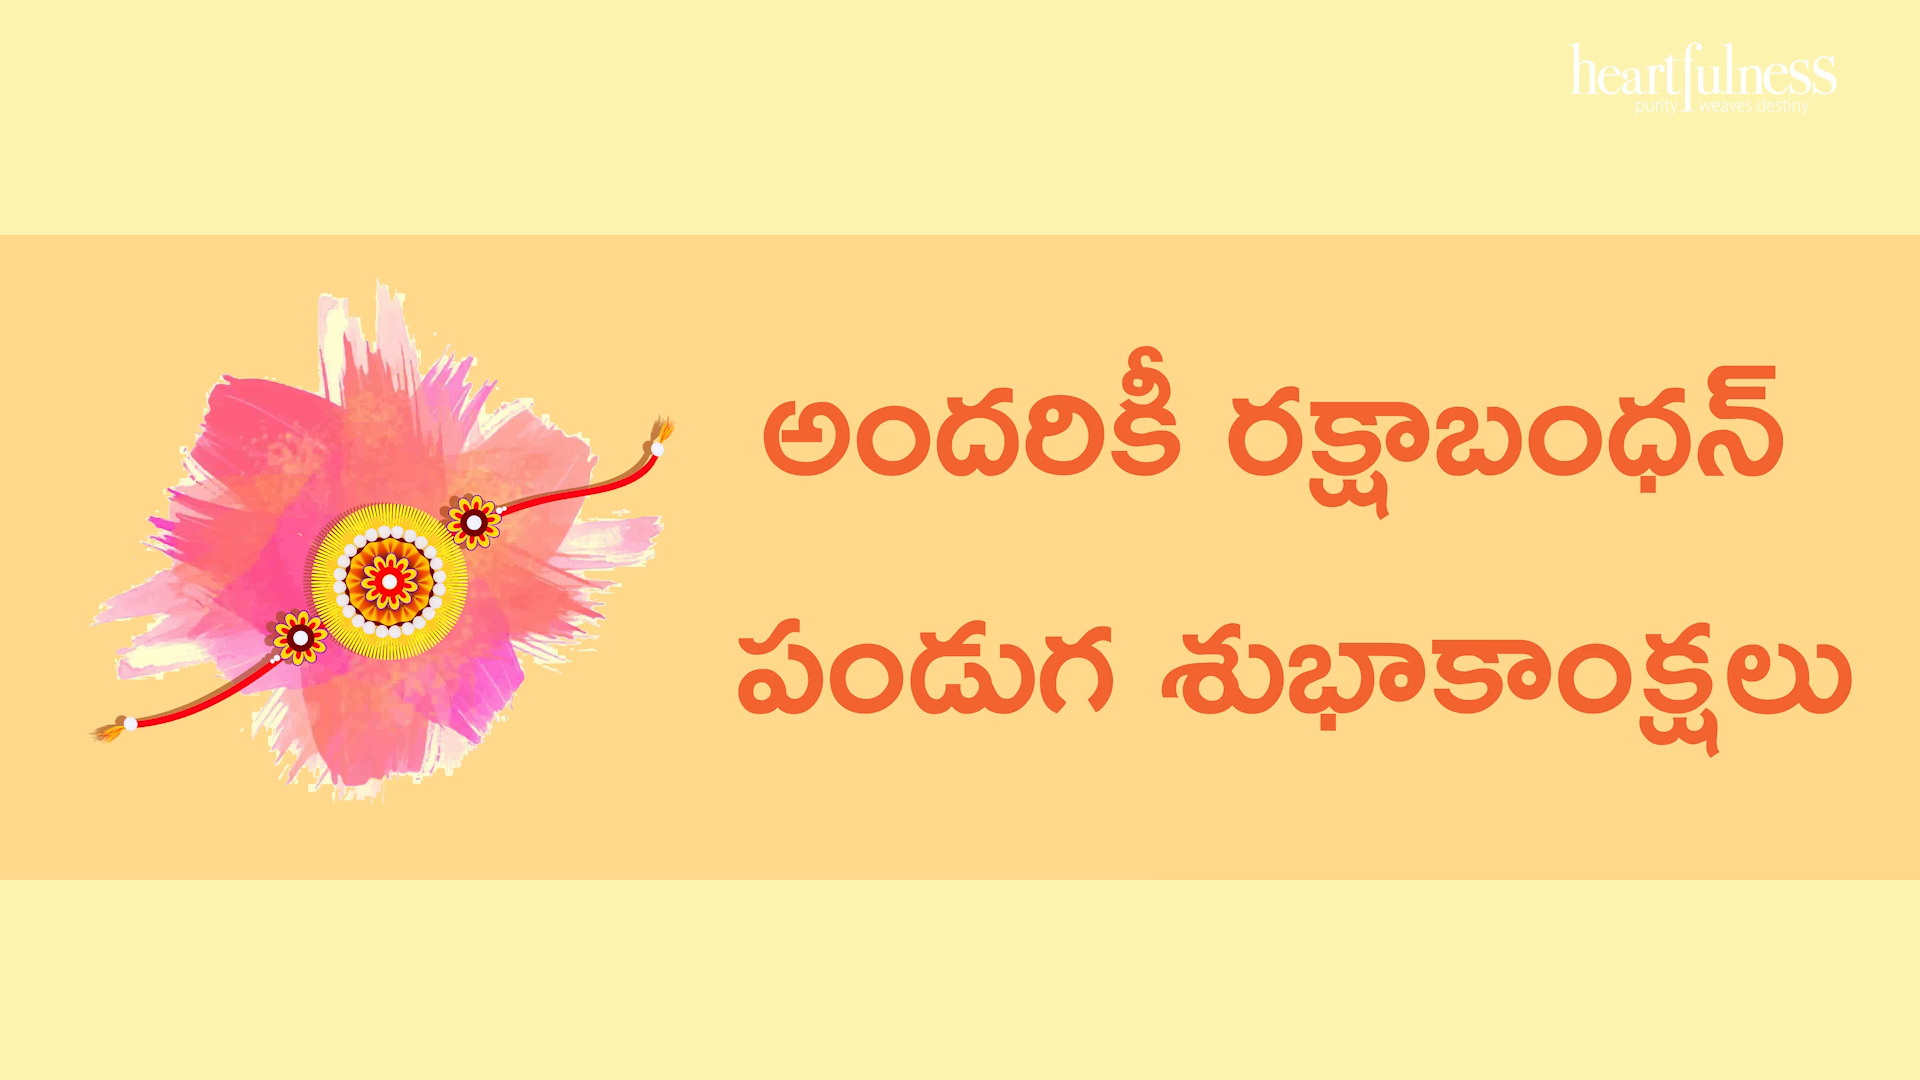 heartfulness
purity weaves destiny
అందరికీ రక్షాబంధన్
పండుగ శుభాకాంక్షలు